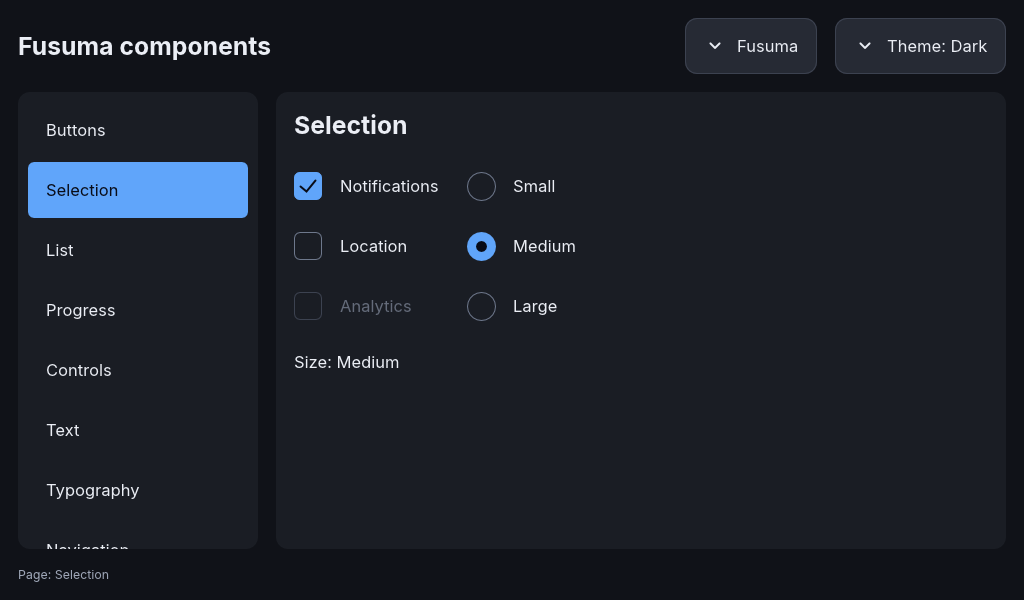 Fusuma components
Fusuma
Theme: Dark
Buttons
Selection
List
Progress
Controls
Text
Typography
Navigation
Selection
Notifications
Small
Location
Medium
Analytics
Large
Size: Medium
Page: Selection